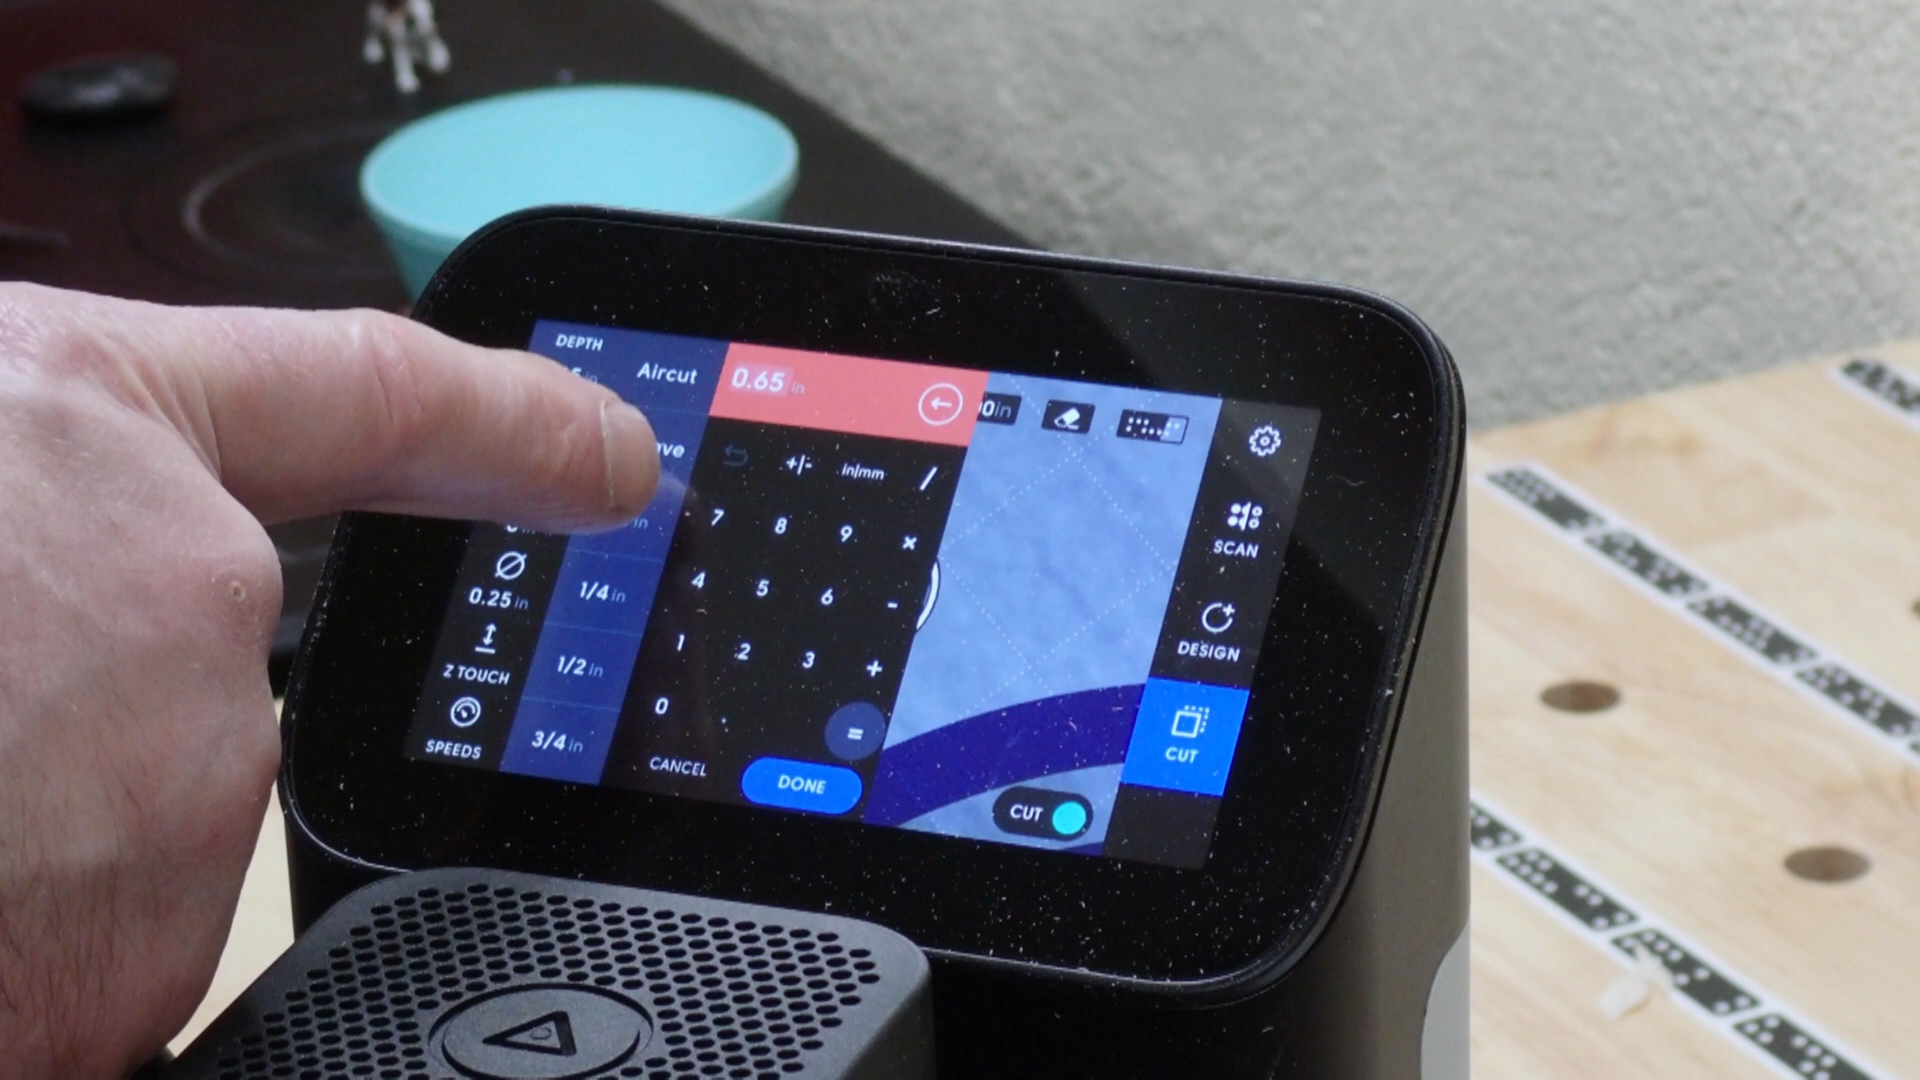 DEPTH
Aircut
0.65 in
in
+/-
in/mm
/
7
8
9
×
4
5
6
-
1
2
3
+
0
.
=
CANCEL
DONE
1/4 in
1/2 in
3/4 in
0.25 in
Z TOUCH
SPEEDS
SCAN
DESIGN
CUT
CUT